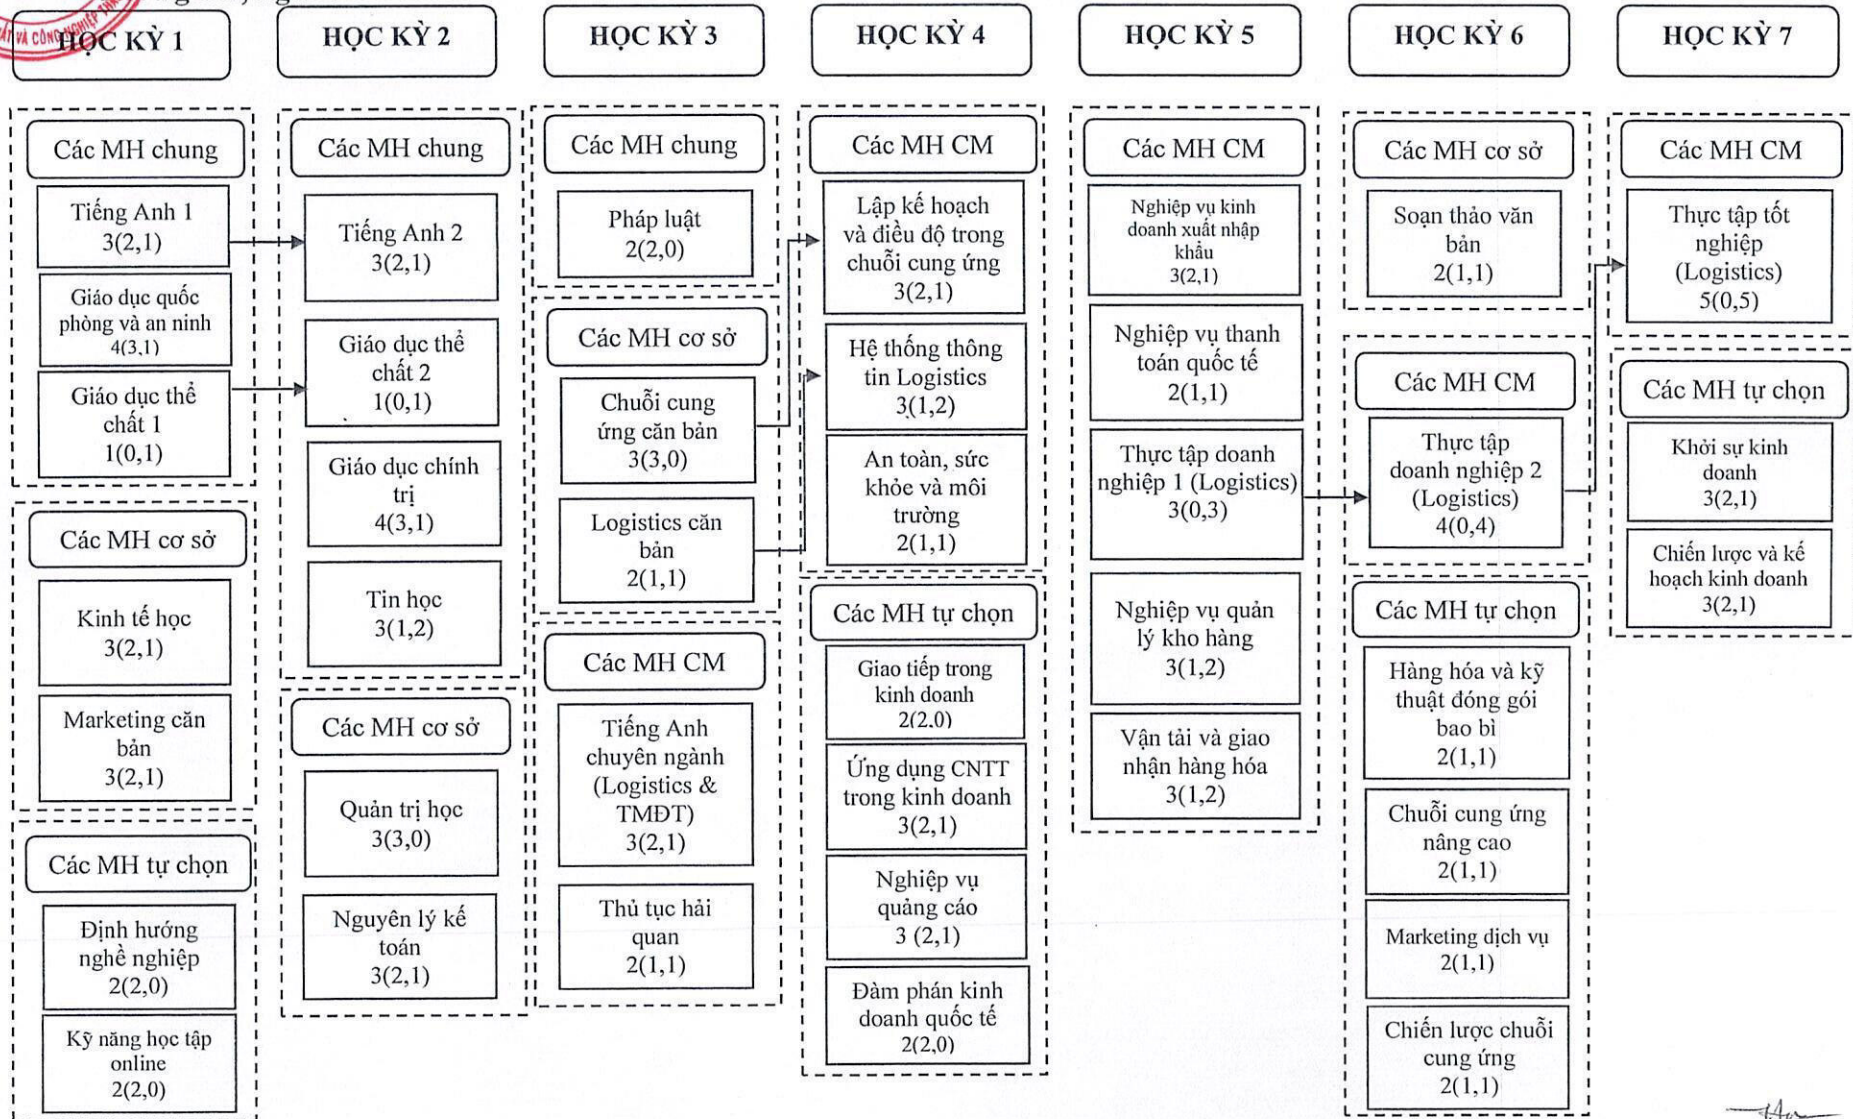 HỌC KỲ 1
HỌC KỲ 2
HỌC KỲ 3
HỌC KỲ 4
HỌC KỲ 5
HỌC KỲ 6
HỌC KỲ 7
Các MH chung
Tiếng Anh 1
3(2,1)
Giáo dục quốc
phòng và an ninh
4(3,1)
Giáo dục thể
chất 1
1(0,1)
Các MH cơ sở
Kinh tế học
3(2,1)
Marketing căn
bản
3(2,1)
Các MH tự chọn
Định hướng
nghề nghiệp
2(2,0)
Kỹ năng học tập
online
2(2,0)
Các MH chung
Tiếng Anh 2
3(2,1)
Giáo dục thể
chất 2
1(0,1)
Giáo dục chính
trị
4(3,1)
Tin học
3(1,2)
Các MH cơ sở
Quản trị học
3(3,0)
Nguyên lý kế
toán
3(2,1)
Các MH chung
Pháp luật
2(2,0)
Các MH cơ sở
Chuỗi cung
ứng căn bản
3(3,0)
Logistics căn
bản
2(1,1)
Các MH CM
Tiếng Anh
chuyên ngành
(Logistics &
TMĐT)
3(2,1)
Thủ tục hải
quan
2(1,1)
Các MH CM
Lập kế hoạch
và điều độ trong
chuỗi cung ứng
3(2,1)
Hệ thống thông
tin Logistics
3(1,2)
An toàn, sức
khỏe và môi
trường
2(1,1)
Các MH tự chọn
Giao tiếp trong
kinh doanh
2(2,0)
Ứng dụng CNTT
trong kinh doanh
3(2,1)
Nghiệp vụ
quảng cáo
3 (2,1)
Đàm phán kinh
doanh quốc tế
2(2,0)
Các MH CM
Nghiệp vụ kinh
doanh xuất nhập
khẩu
3(2,1)
Nghiệp vụ thanh
toán quốc tế
2(1,1)
Thực tập doanh
nghiệp 1 (Logistics)
3(0,3)
Nghiệp vụ quản
lý kho hàng
3(1,2)
Vận tải và giao
nhận hàng hóa
3(1,2)
Các MH cơ sở
Soạn thảo văn
bản
2(1,1)
Các MH CM
Thực tập
doanh nghiệp 2
(Logistics)
4(0,4)
Các MH tự chọn
Hàng hóa và kỹ
thuật đóng gói
bao bì
2(1,1)
Chuỗi cung ứng
nâng cao
2(1,1)
Marketing dịch vụ
2(1,1)
Chiến lược chuỗi
cung ứng
2(1,1)
Các MH CM
Thực tập tốt
nghiệp
(Logistics)
5(0,5)
Các MH tự chọn
Khởi sự kinh
doanh
3(2,1)
Chiến lược và kế
hoạch kinh doanh
3(2,1)